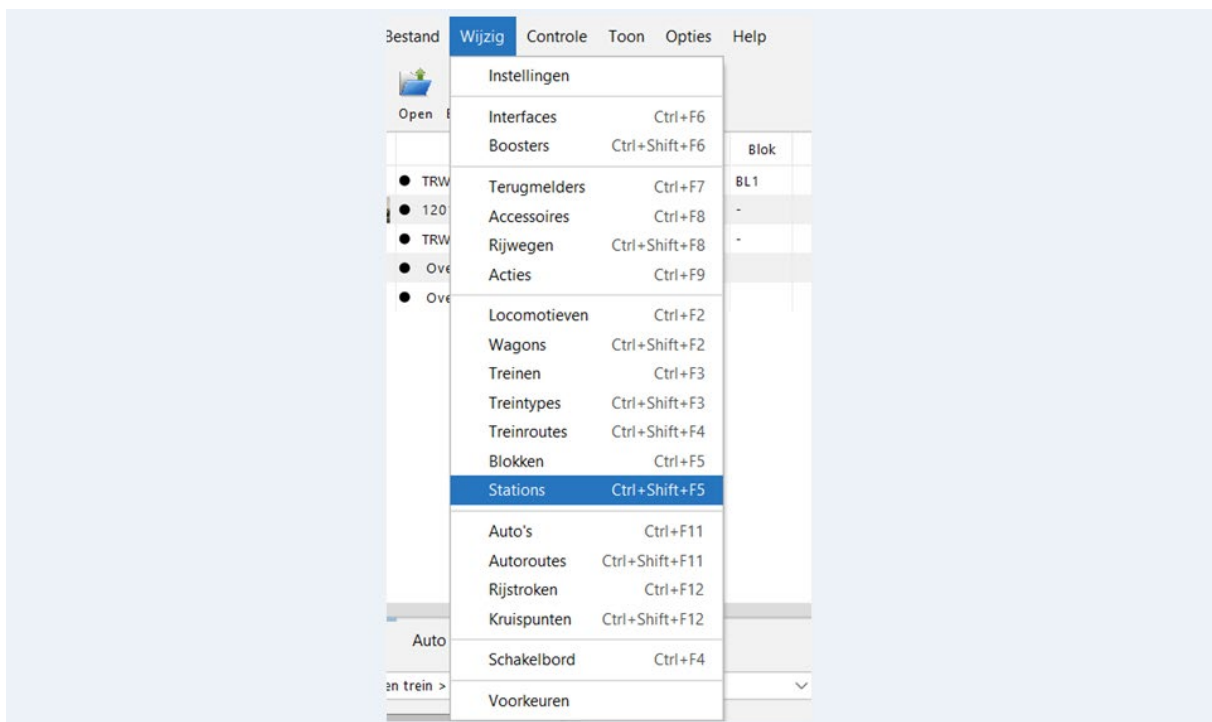 Bestand Wijzig Controle Toon Opties Help
Instellingen
Open
Interfaces Ctrl+F6
Boosters Ctrl+Shift+F6
Blok
TRW
Terugmelders Ctrl+F7
BL1
120
Accessoires Ctrl+F8
-
TRW
Rijwegen Ctrl+Shift+F8
-
Ove
Acties Ctrl+F9
Ove
Locomotieven Ctrl+F2
Wagons Ctrl+Shift+F2
Treinen Ctrl+F3
Treintypes Ctrl+Shift+F3
Treinroutes Ctrl+Shift+F4
Blokken Ctrl+F5
Stations Ctrl+Shift+F5
Auto's Ctrl+F11
Autoroutes Ctrl+Shift+F11
Rijstroken Ctrl+F12
Kruispunten Ctrl+Shift+F12
Auto
Schakelbord Ctrl+F4
en trein >
Voorkeuren